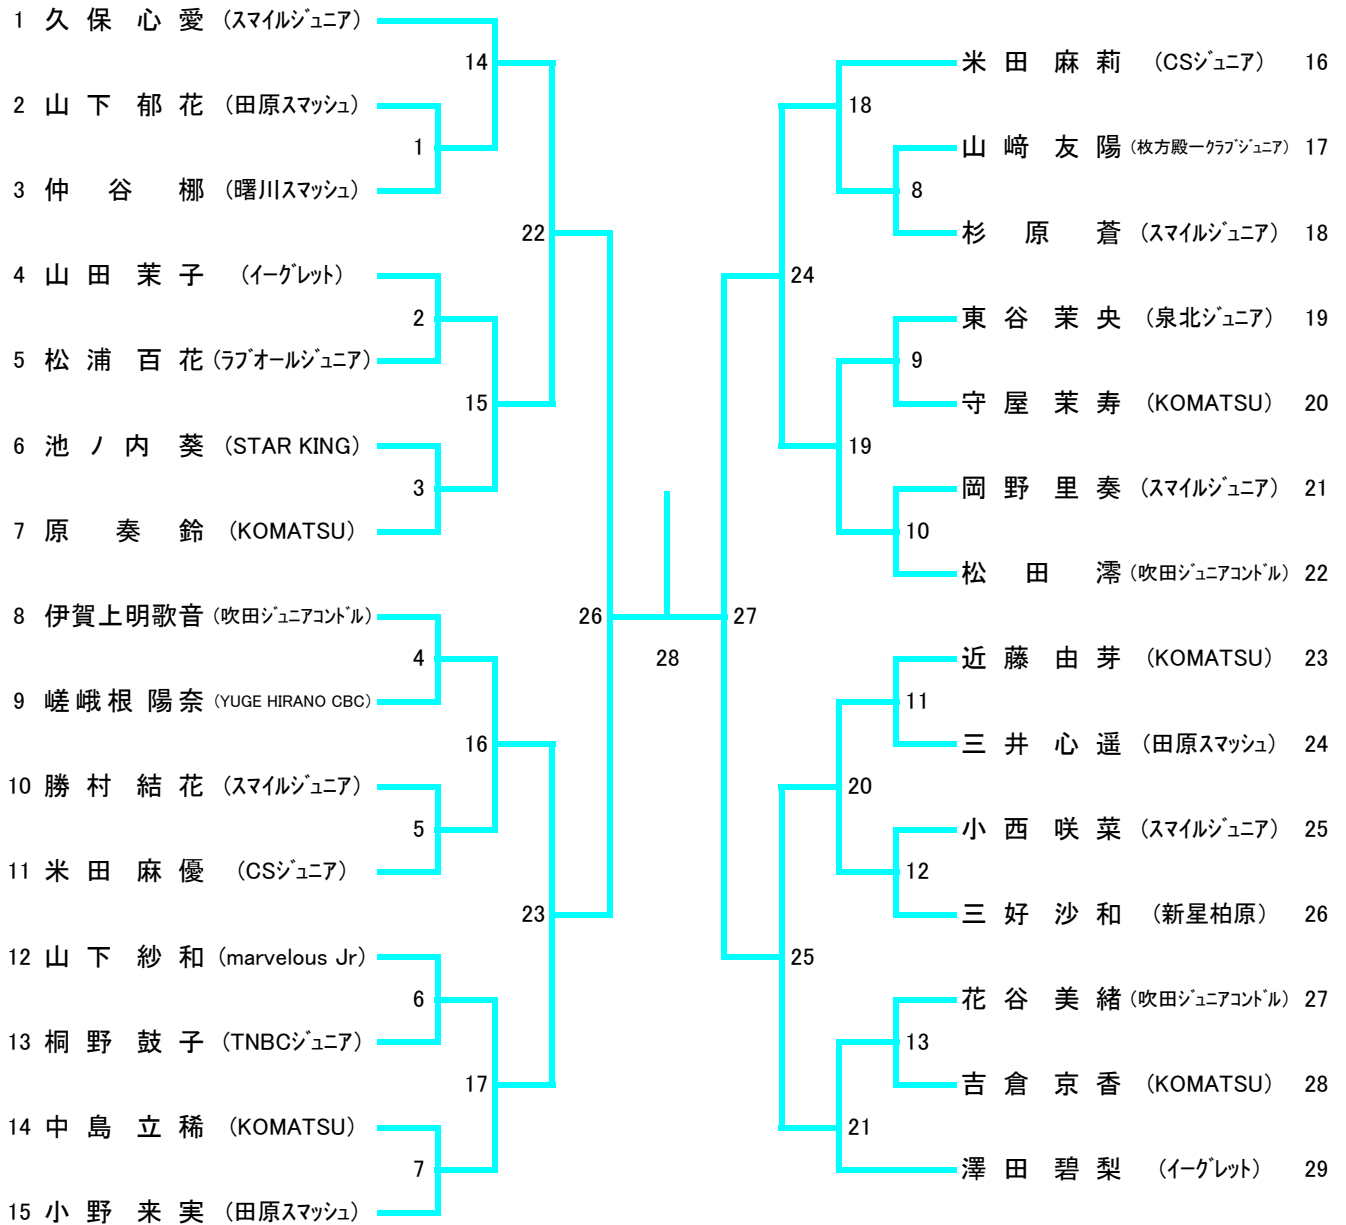 1 久保心愛 (スマイルジュニア)
14
2 山下郁花 (田原スマッシュ)
1
3 仲谷梛 (曙川スマッシュ)
22
4 山田茉子 (イーグレット)
2
5 松浦百花 (ラブオールジュニア)
15
6 池ノ内葵 (STAR KING)
3
7 原奏鈴 (KOMATSU)
8 伊賀上明歌音 (吹田ジュニアコンドル)
26
4
9 嵯峨根陽奈 (YUGE HIRANO CBC)
16
10 勝村結花 (スマイルジュニア)
5
11 米田麻優 (CSジュニア)
23
12 山下紗和 (marvelous Jr)
6
13 桐野鼓子 (TNBCジュニア)
17
14 中島立稀 (KOMATSU)
7
15 小野来実 (田原スマッシュ)
28
米田麻莉 (CSジュニア) 16
18
山﨑友陽 (枚方殿一クラブジュニア) 17
8
杉原蒼 (スマイルジュニア) 18
24
東谷茉央 (泉北ジュニア) 19
9
守屋茉寿 (KOMATSU) 20
19
岡野里奏 (スマイルジュニア) 21
10
松田澪 (吹田ジュニアコンドル) 22
27
近藤由芽 (KOMATSU) 23
11
三井心遥 (田原スマッシュ) 24
20
小西咲菜 (スマイルジュニア) 25
12
三好沙和 (新星柏原) 26
25
花谷美緒 (吹田ジュニアコンドル) 27
13
吉倉京香 (KOMATSU) 28
21
澤田碧梨 (イーグレット) 29